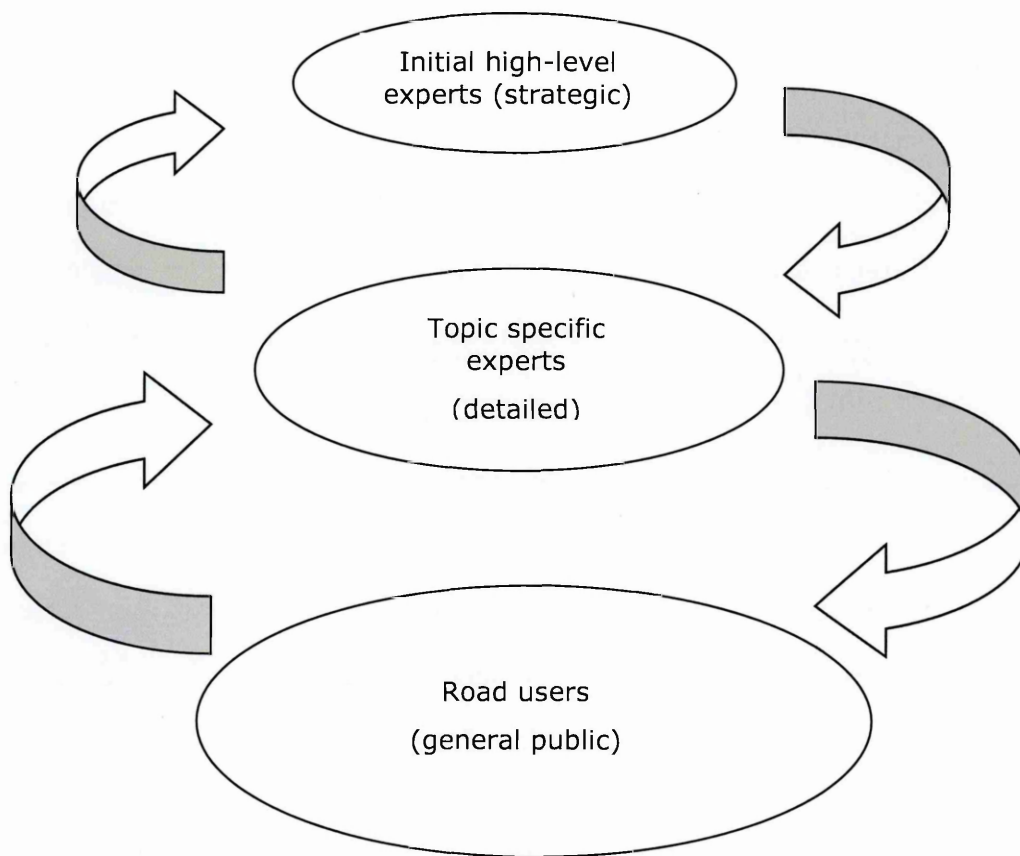 Initial high-level
experts (strategic)
Topic specific
experts
(detailed)
Road users
(general public)